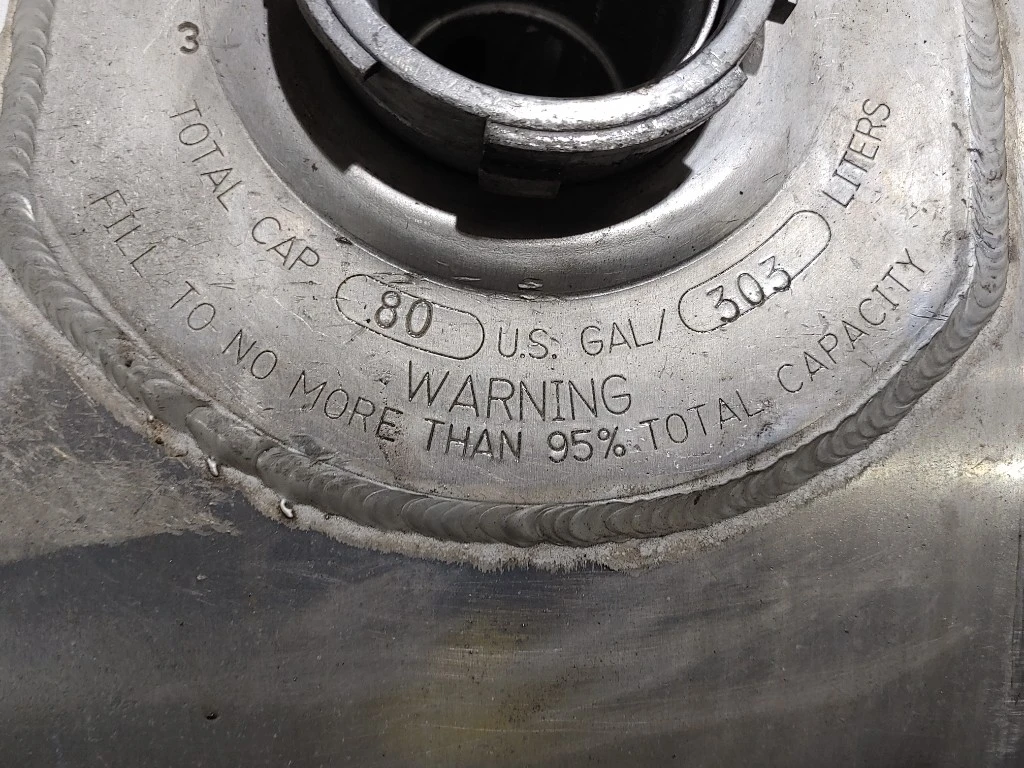 3
TOTAL CAP. 80 U.S. GAL/ 303 LITERS
WARNING
FILL TO NO MORE THAN 95% TOTAL CAPACITY